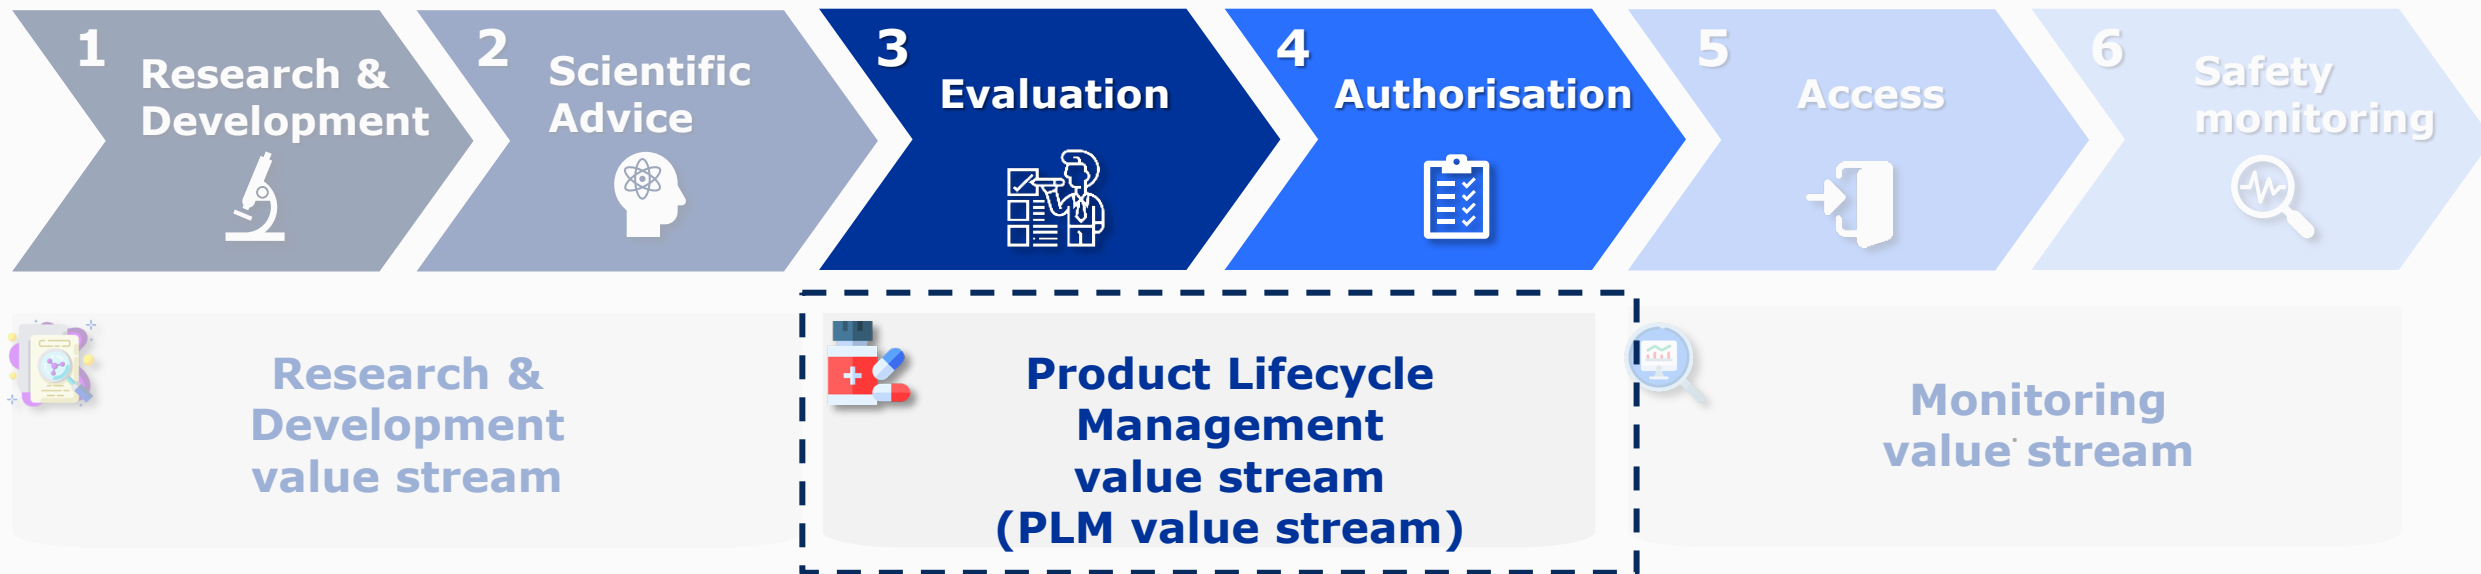 1
Research &
Development
2
Scientific
Advice
3
Evaluation
4
Authorisation
5
Access
6
Safety
monitoring
Research &
Development
value stream
Product Lifecycle
Management
value stream
(PLM value stream)
Monitoring
value stream